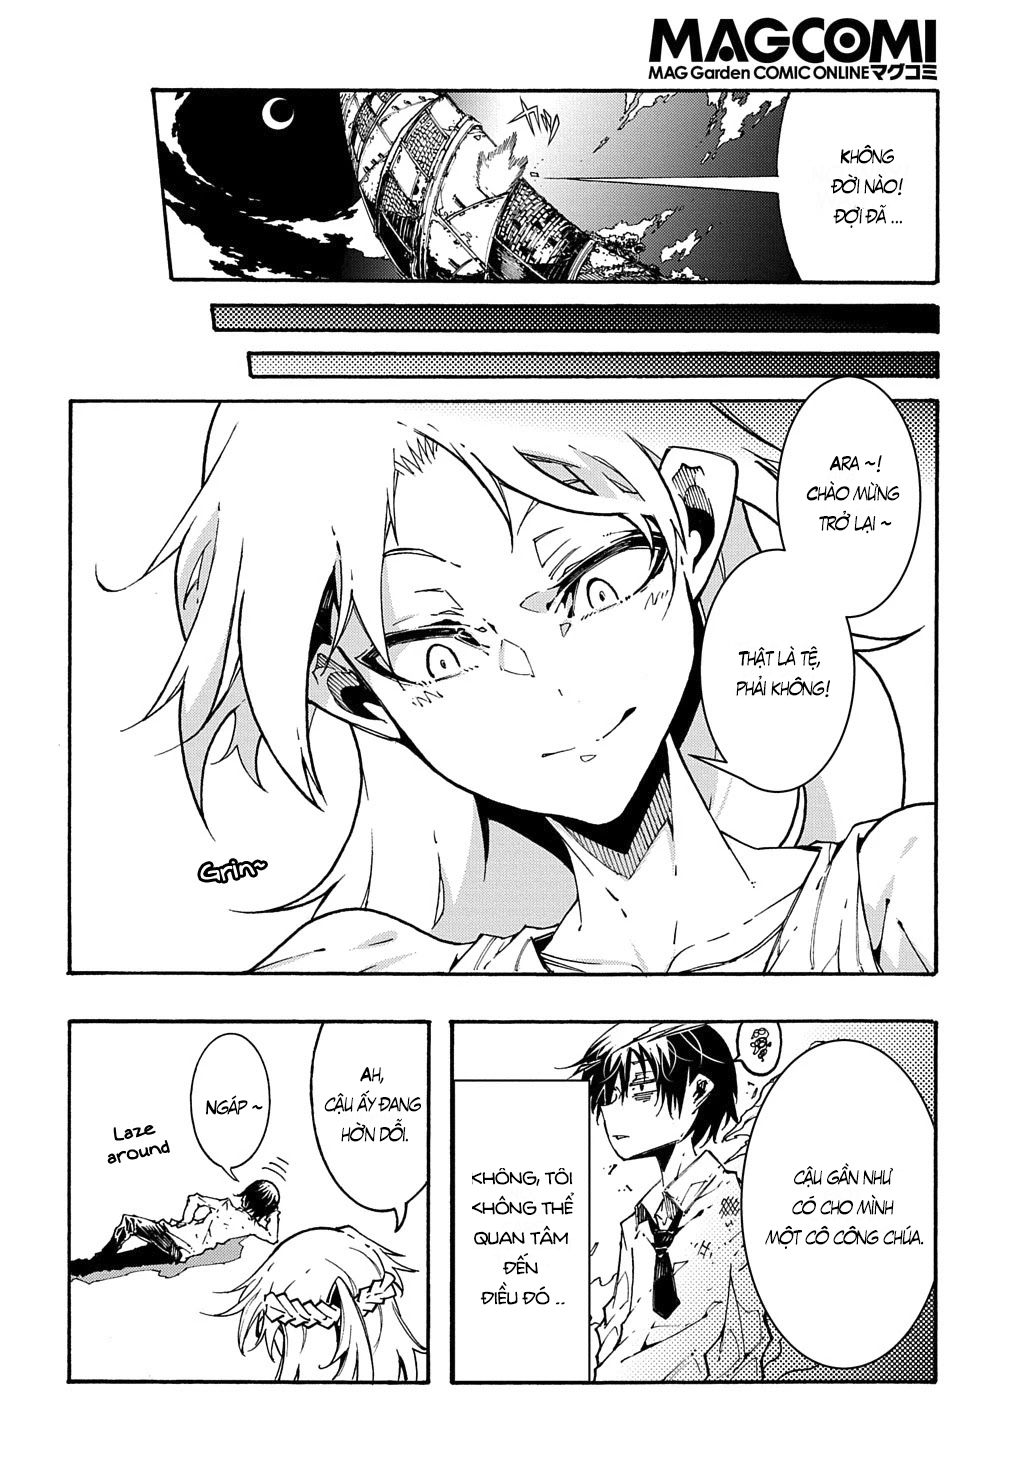 MAGCOMI
MAG Garden COMIC ONLINE マグコミ
KHÔNG
ĐỜI NÀO!
ĐỢI ĐÃ ...
ARA ~!
CHÀO MỪNG
TRỞ LẠI ~
THẬT LÀ TỆ,
PHẢI KHÔNG!
Grin~
CẬU GẦN NHƯ
CÓ CHO MÌNH
MỘT CÔ CÔNG CHÚA.
KHÔNG, TÔI
KHÔNG THỂ
QUAN TÂM
ĐẾN
ĐIỀU ĐÓ ..
AH,
CẬU ẤY ĐANG
HỜN DỖI.
NGÁP ~
Laze
around